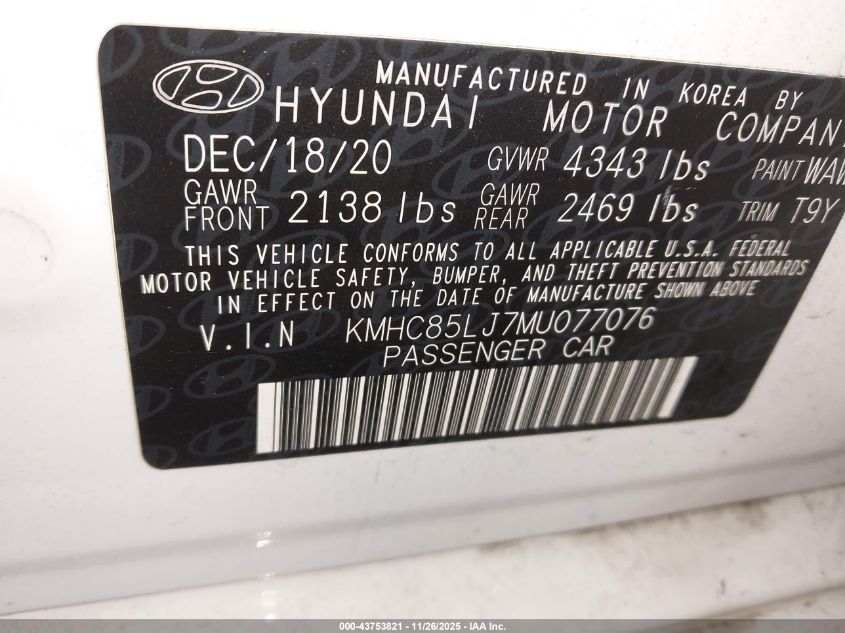 MANUFACTURED IN KOREA BY
HYUNDAI MOTOR COMPAN
DEC/18/20 GVWR 4343 lbs PAINT WAW
GAWR FRONT 2138 lbs GAWR REAR 2469 lbs TRIM T9Y
THIS VEHICLE CONFORMS TO ALL APPLICABLE U.S.A. FEDERAL
MOTOR VEHICLE SAFETY, BUMPER, AND THEFT PREVENTION STANDARDS
IN EFFECT ON THE DATE OF MANUFACTURE SHOWN ABOVE
V.I.N KMHC85LJ7MU077076
PASSENGER CAR
000-43753821 - 11/26/2025 - IAA Inc.